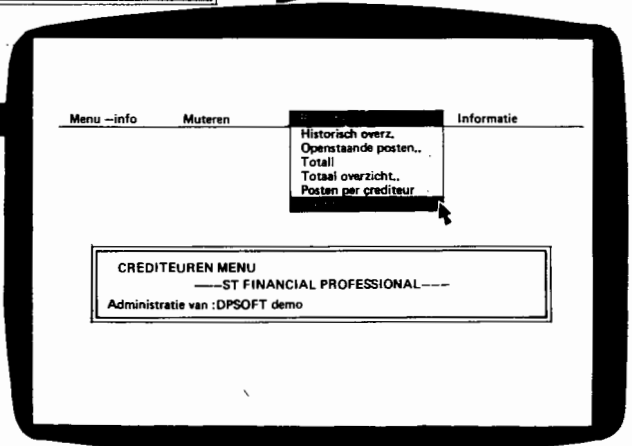 Menu —info Muteren Informatie
Historisch overz.
Openstaande posten..
Totall
Totaal overzicht..
Posten per crediteur
CREDITEUREN MENU
———ST FINANCIAL PROFESSIONAL———
Administratie van :DPSOFT demo